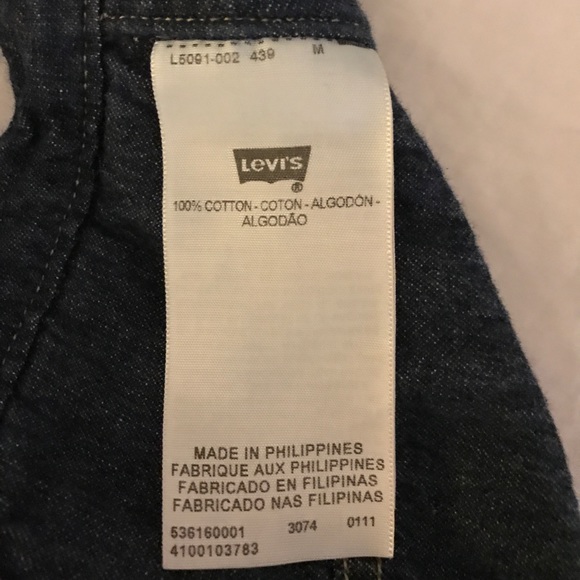 L5091-002 439 M
LEVI'S
®
100% COTTON - COTON - ALGODÓN -
ALGODÃO
MADE IN PHILIPPINES
FABRIQUE AUX PHILIPPINES
FABRICADO EN FILIPINAS
FABRICADO NAS FILIPINAS
536160001 3074 0111
4100103783